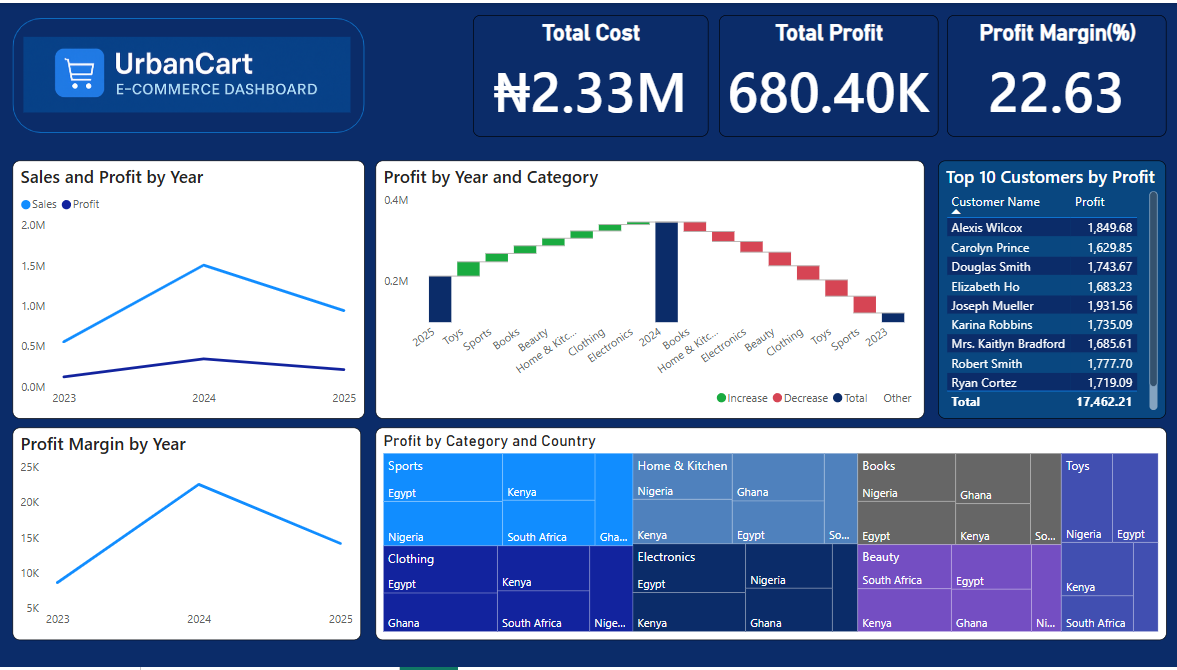 UrbanCart
E-COMMERCE DASHBOARD
Total Cost
₦2.33M
Total Profit
680.40K
Profit Margin(%)
22.63
Sales and Profit by Year
Sales Profit
2.0M
1.5M
1.0M
0.5M
0.0M
2023 2024 2025
Profit by Year and Category
0.4M
0.2M
2025 Toys Sports Books Beauty Home & Kitc... Clothing Electronics 2024 Books Home & Kitc... Electronics Beauty Clothing Toys Sports 2023
Increase Decrease Total Other
Top 10 Customers by Profit
Customer Name Profit
Alexis Wilcox 1,849.68
Carolyn Prince 1,629.85
Douglas Smith 1,743.67
Elizabeth Ho 1,683.23
Joseph Mueller 1,931.56
Karina Robbins 1,735.09
Mrs. Kaitlyn Bradford 1,685.61
Robert Smith 1,777.70
Ryan Cortez 1,719.09
Total 17,462.21
Profit Margin by Year
25K
20K
15K
10K
5K
2023 2024 2025
Profit by Category and Country
Sports
Egypt
Kenya
Nigeria
South Africa
Gha...
Home & Kitchen
Nigeria
Ghana
Kenya
Egypt
So...
Books
Nigeria
Ghana
Egypt
Kenya
So...
Toys
Nigeria
Egypt
Kenya
South Africa
Clothing
Egypt
Kenya
Ghana
South Africa
Nige...
Electronics
Egypt
Nigeria
Kenya
Ghana
Beauty
South Africa
Egypt
Kenya
Ghana
Ni...